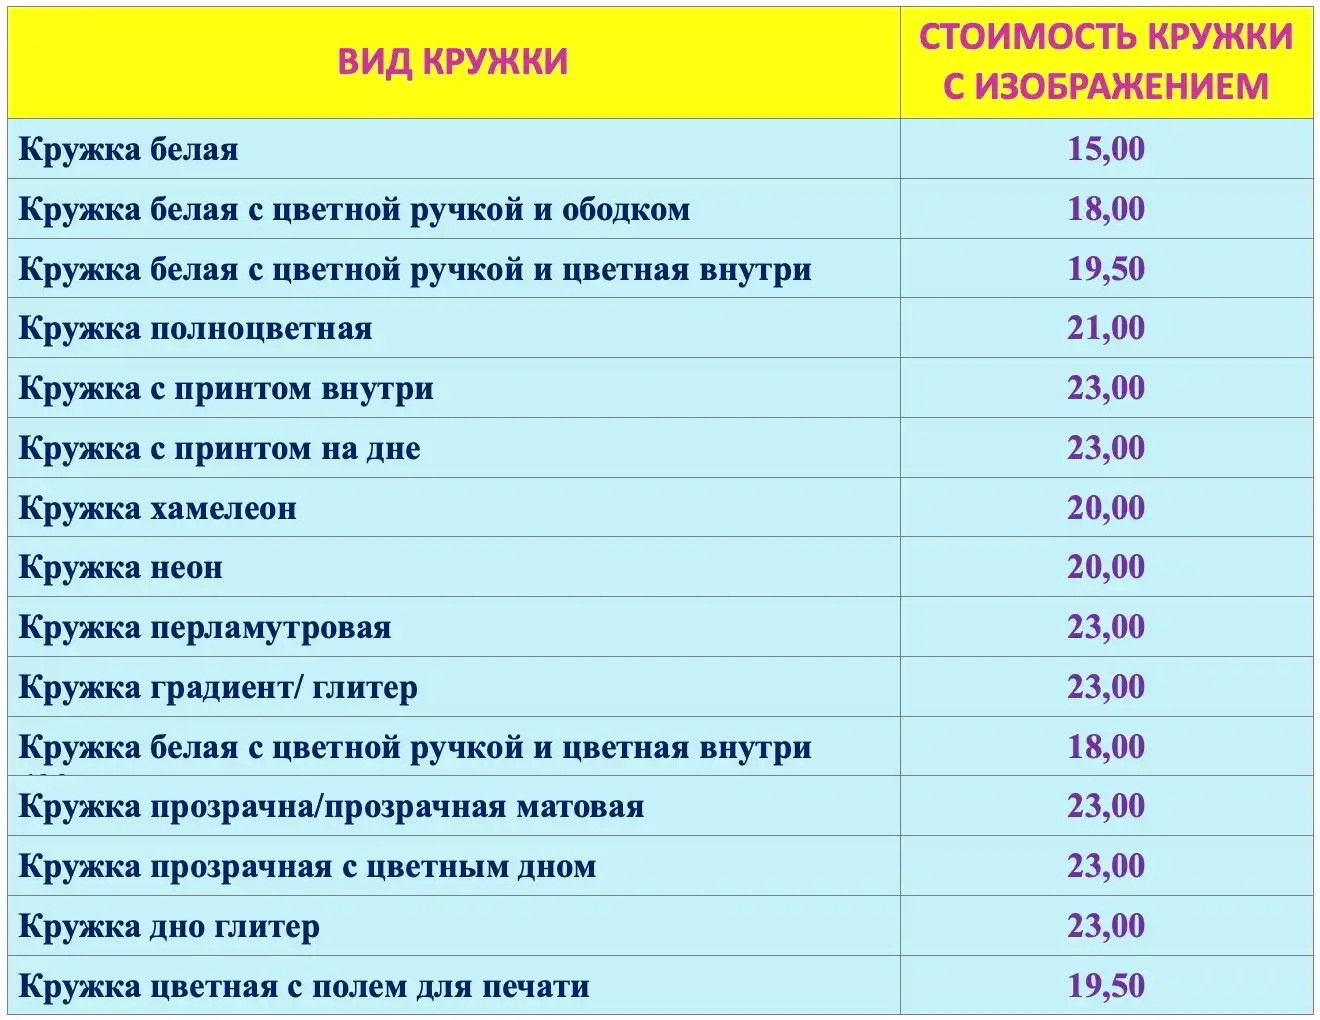 ВИД КРУЖКИ
СТОИМОСТЬ КРУЖКИ
С ИЗОБРАЖЕНИЕМ
Кружка белая 15,00
Кружка белая с цветной ручкой и ободком 18,00
Кружка белая с цветной ручкой и цветная внутри 19,50
Кружка полноцветная 21,00
Кружка с принтом внутри 23,00
Кружка с принтом на дне 23,00
Кружка хамелеон 20,00
Кружка неон 20,00
Кружка перламутровая 23,00
Кружка градиент/ глитер 23,00
Кружка белая с цветной ручкой и цветная внутри 18,00
Кружка прозрачна/прозрачная матовая 23,00
Кружка прозрачная с цветным дном 23,00
Кружка дно глитер 23,00
Кружка цветная с полем для печати 19,50